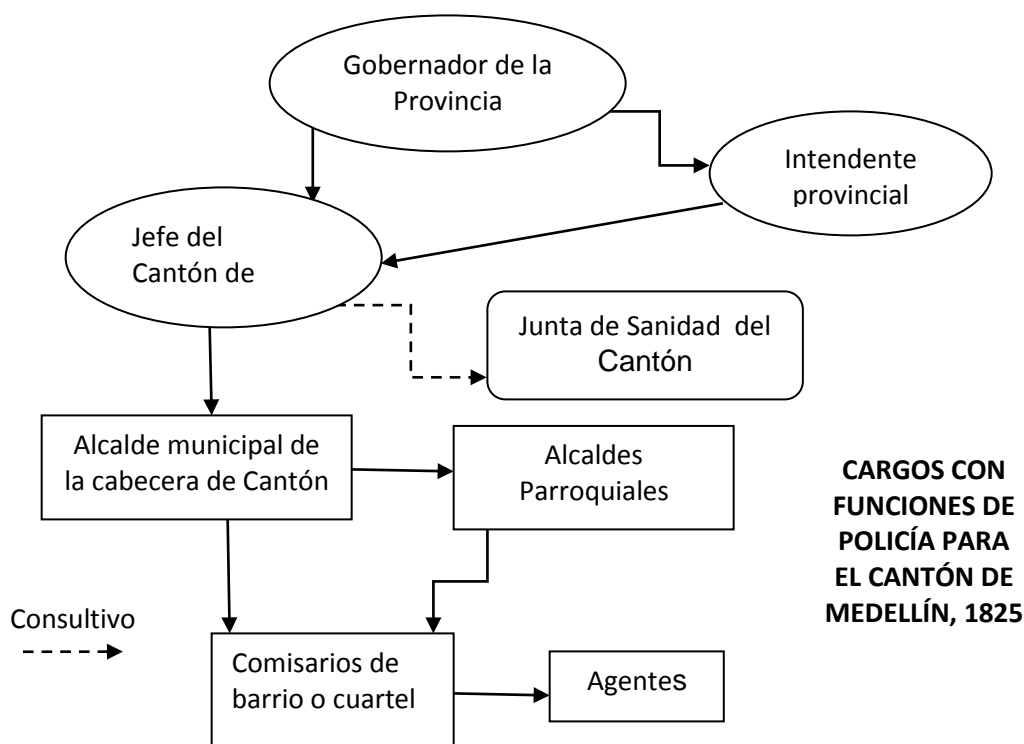 Gobernador de la
Provincia
Intendente
provincial
Jefe del
Cantón de
Junta de Sanidad del
Cantón
Alcalde municipal de
la cabecera de Cantón
Alcaldes
Parroquiales
CARGOS CON
FUNCIONES DE
POLICÍA PARA
EL CANTÓN DE
MEDELLÍN, 1825
Consultivo
Comisarios de
barrio o cuartel
Agentes